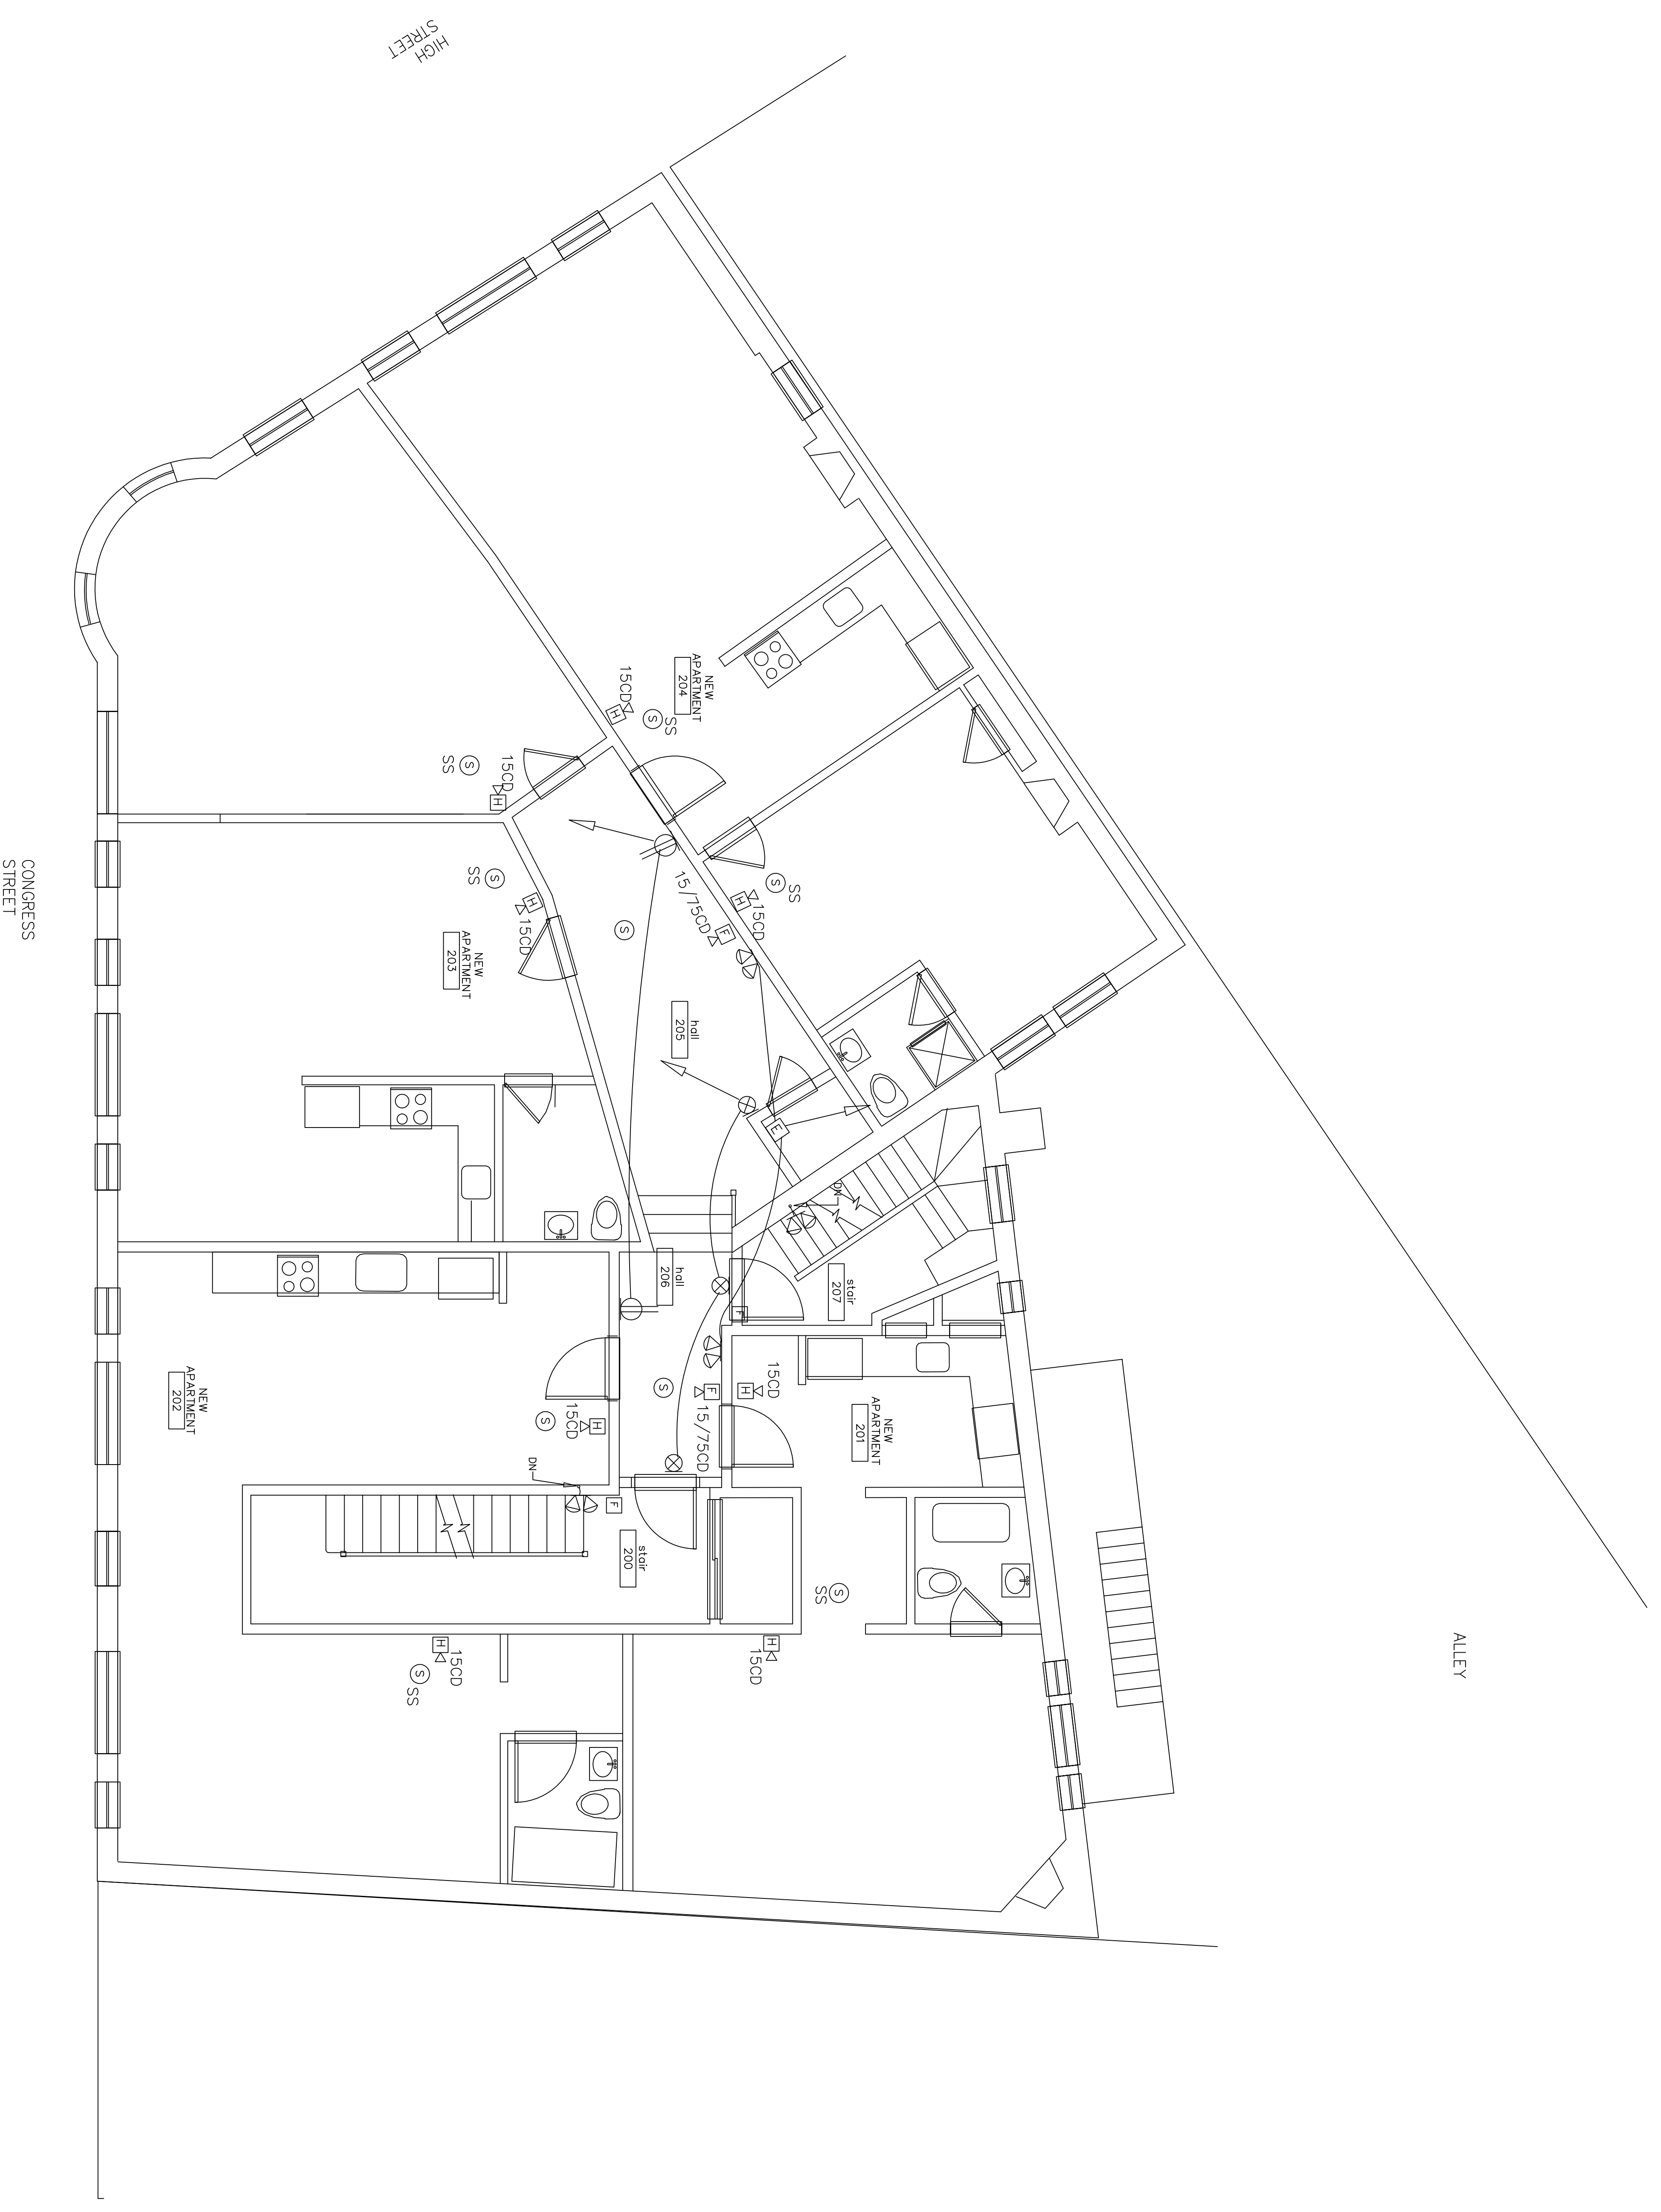 HIGH
STREET
NEW
APARTMENT
204
15CD
H
S
SS
15CD
H
S
SS
S
SS
H
15CD
NEW
APARTMENT
203
S
SS
H
15CD
15/75CD
F
S
hall
205
E
DN
hall
206
stair
207
F
CONGRESS
STREET
NEW
APARTMENT
202
15CD
H
S
S
F
15/75CD
15CD
H
NEW
APARTMENT
201
DN
F
stair
200
S
SS
H
15CD
S
SS
H
15CD
ALLEY